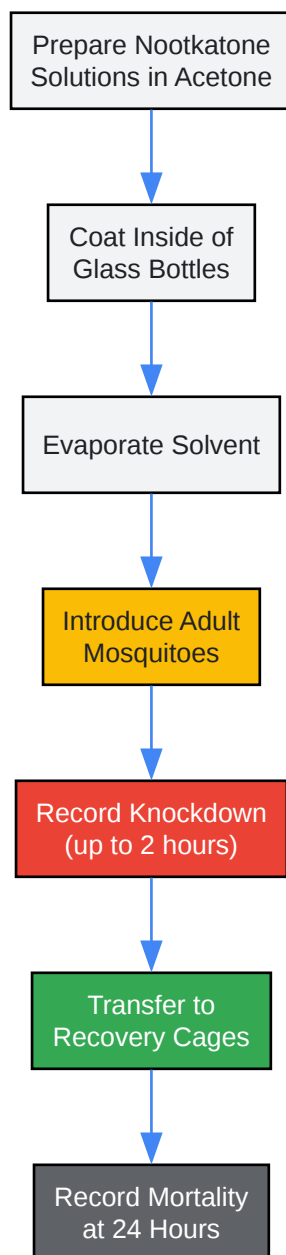 Prepare Nootkatone
Solutions in Acetone
Coat Inside of
Glass Bottles
Evaporate Solvent
Introduce Adult
Mosquitoes
Record Knockdown
(up to 2 hours)
Transfer to
Recovery Cages
Record Mortality
at 24 Hours